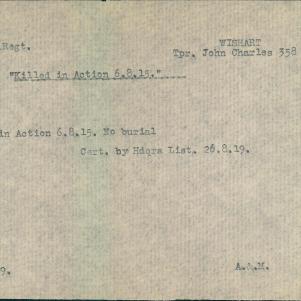 WISHART
Regt. Tpr. John Charles 358
"Killed in Action 6.8.15."
in Action 6.8.15. No burial
Cert. by Hdqrs List. 26.8.19.
9. A.G.M.